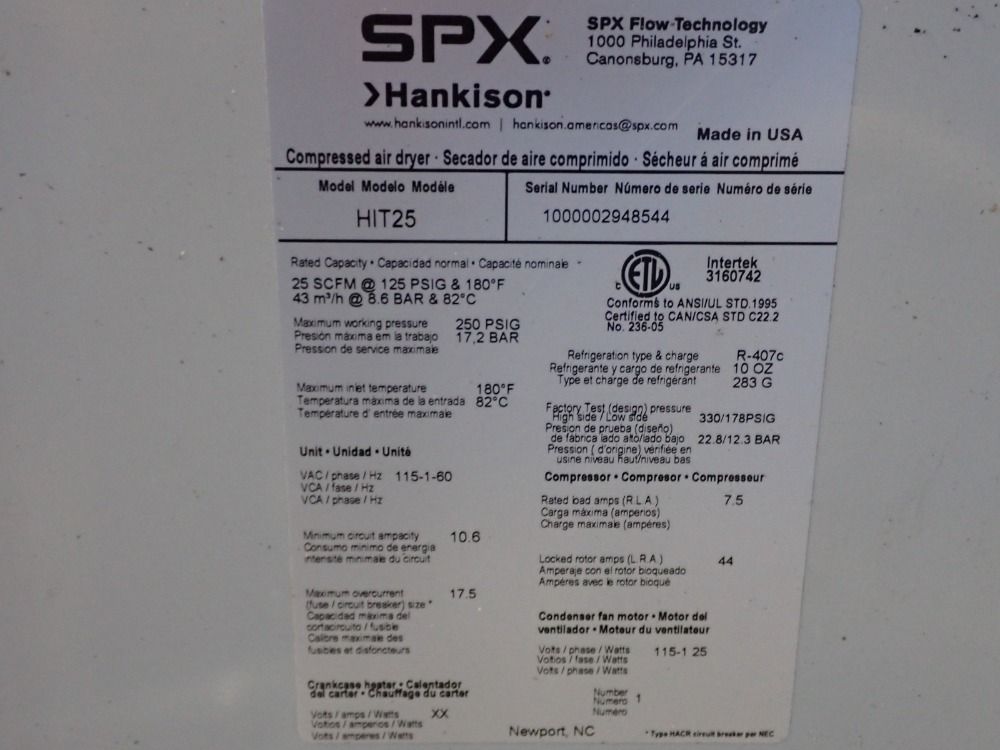 SPX
SPX Flow Technology
1000 Philadelphia St.
Canonsburg, PA 15317
Hankison
www.hankisonintl.com | hankison.americas@spx.com
Made in USA
Compressed air dryer · Secador de aire comprimido · Sécheur á air comprimé
Model Modelo Modèle
HIT25
Serial Number Número de serie Numéro de série
1000002948544
Rated Capacity • Capacidad normal • Capacité nominale
25 SCFM @ 125 PSIG & 180°F
43 m³/h @ 8.6 BAR & 82°C
Maximum working pressure 250 PSIG
Presión máxima em la trabajo 17,2 BAR
Pression de service maximale
Maximum inlet temperature 180°F
Temperatura máxima de la entrada 82°C
Température d' entrée maximale
Unit • Unidad • Unité
VAC / phase / Hz 115-1-60
VCA / fase / Hz
VCA / phase / Hz
Minimum circuit ampacity 10.6
Consumo minimo de energia
intensité minimale du circuit
Maximum overcurrent 17.5
(fuse / circuit breaker) size *
Capacidad máxima del
cortacircuito / fusible
Calibre maximale des
fusibles et disjoncteurs
Crankcase heater • Calentador
del carter • Chauffage du carter
Volts / amps / Watts XX
Voltios / amperios / Watts
Volts / amperes / Watts
ETL
C US
Intertek
3160742
Conforms to ANSI/UL STD.1995
Certified to CAN/CSA STD C22.2
No. 236-05
Refrigeration type & charge R-407c
Refrigerante y cargo de refrigerante 10 OZ
Type et charge de refrigérant 283 G
Factory Test (design) pressure
High side / Low side 330/178PSIG
Presion de prueba (diseño)
de fábrica lado alto/lado bajo 22.8/12.3 BAR
Pression ( d'origine) vérifiée en
usine niveau haut/niveau bas
Compressor • Compresor • Compresseur
Rated load amps (R.L.A.) 7.5
Carga máxima (amperios)
Charge maximale (ampéres)
Locked rotor amps (L.R.A.) 44
Amperaje con el rotor bloqueado
Ampéres avec le rotor bloqué
Condenser fan motor • Motor del
ventilador • Moteur du ventilateur
Volts / phase / Watts 115-1 25
Voltios / fase / Watts
Volts / phase / Watts
Number 1
Numero
Numéro
Newport, NC
* Type HACR circuit breaker per NEC